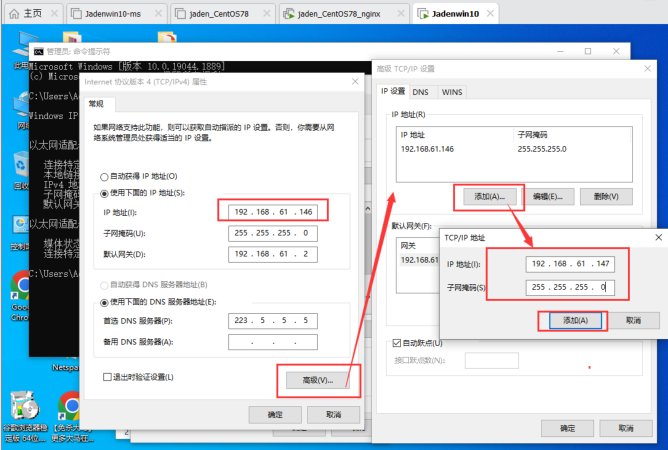 主页
Jadenwin10-ms
jaden_CentOS78
jaden_CentOS78_nginx
Jadenwin10
管理员: 命令提示符
Microsoft Windows [版本 10.0.19044.1889]
(c) Micros
C:\Users\A
Windows IP
以太网适配
连接特定
本地链接
IPv4 地
子网掩码
默认网关
以太网适配
媒体状态
连接特定
C:\Users\A
此用
网络
回收
控制
Goo
Chro
Netspa
谷歌浏览器稳
定版 64位...
【免杀大
更多大马在...
Internet 协议版本 4 (TCP/IPv4) 属性
常规
如果网络支持此功能，则可以获取自动指派的 IP 设置。否则，你需要从网
络系统管理员处获得适当的 IP 设置。
自动获得 IP 地址(O)
使用下面的 IP 地址(S):
IP 地址(I): 192 . 168 . 61 . 146
子网掩码(U): 255 . 255 . 255 . 0
默认网关(D): 192 . 168 . 61 . 2
自动获得 DNS 服务器地址(B)
使用下面的 DNS 服务器地址(E):
首选 DNS 服务器(P): 223 . 5 . 5 . 5
备用 DNS 服务器(A): . . .
退出时验证设置(L)
高级(V)...
确定 取消
高级 TCP/IP 设置
IP 设置 DNS WINS
IP 地址(R)
IP 地址 子网掩码
192.168.61.146 255.255.255.0
添加(A)... 编辑(E)... 删除(V)
默认网关(F):
网关
192.168.61
TCP/IP 地址
IP 地址(I): 192 . 168 . 61 . 147
子网掩码(S) 255 . 255 . 255 . 0
添加(A) 取消
自动跃点(U)
接口跃点数(N):
确定 取消